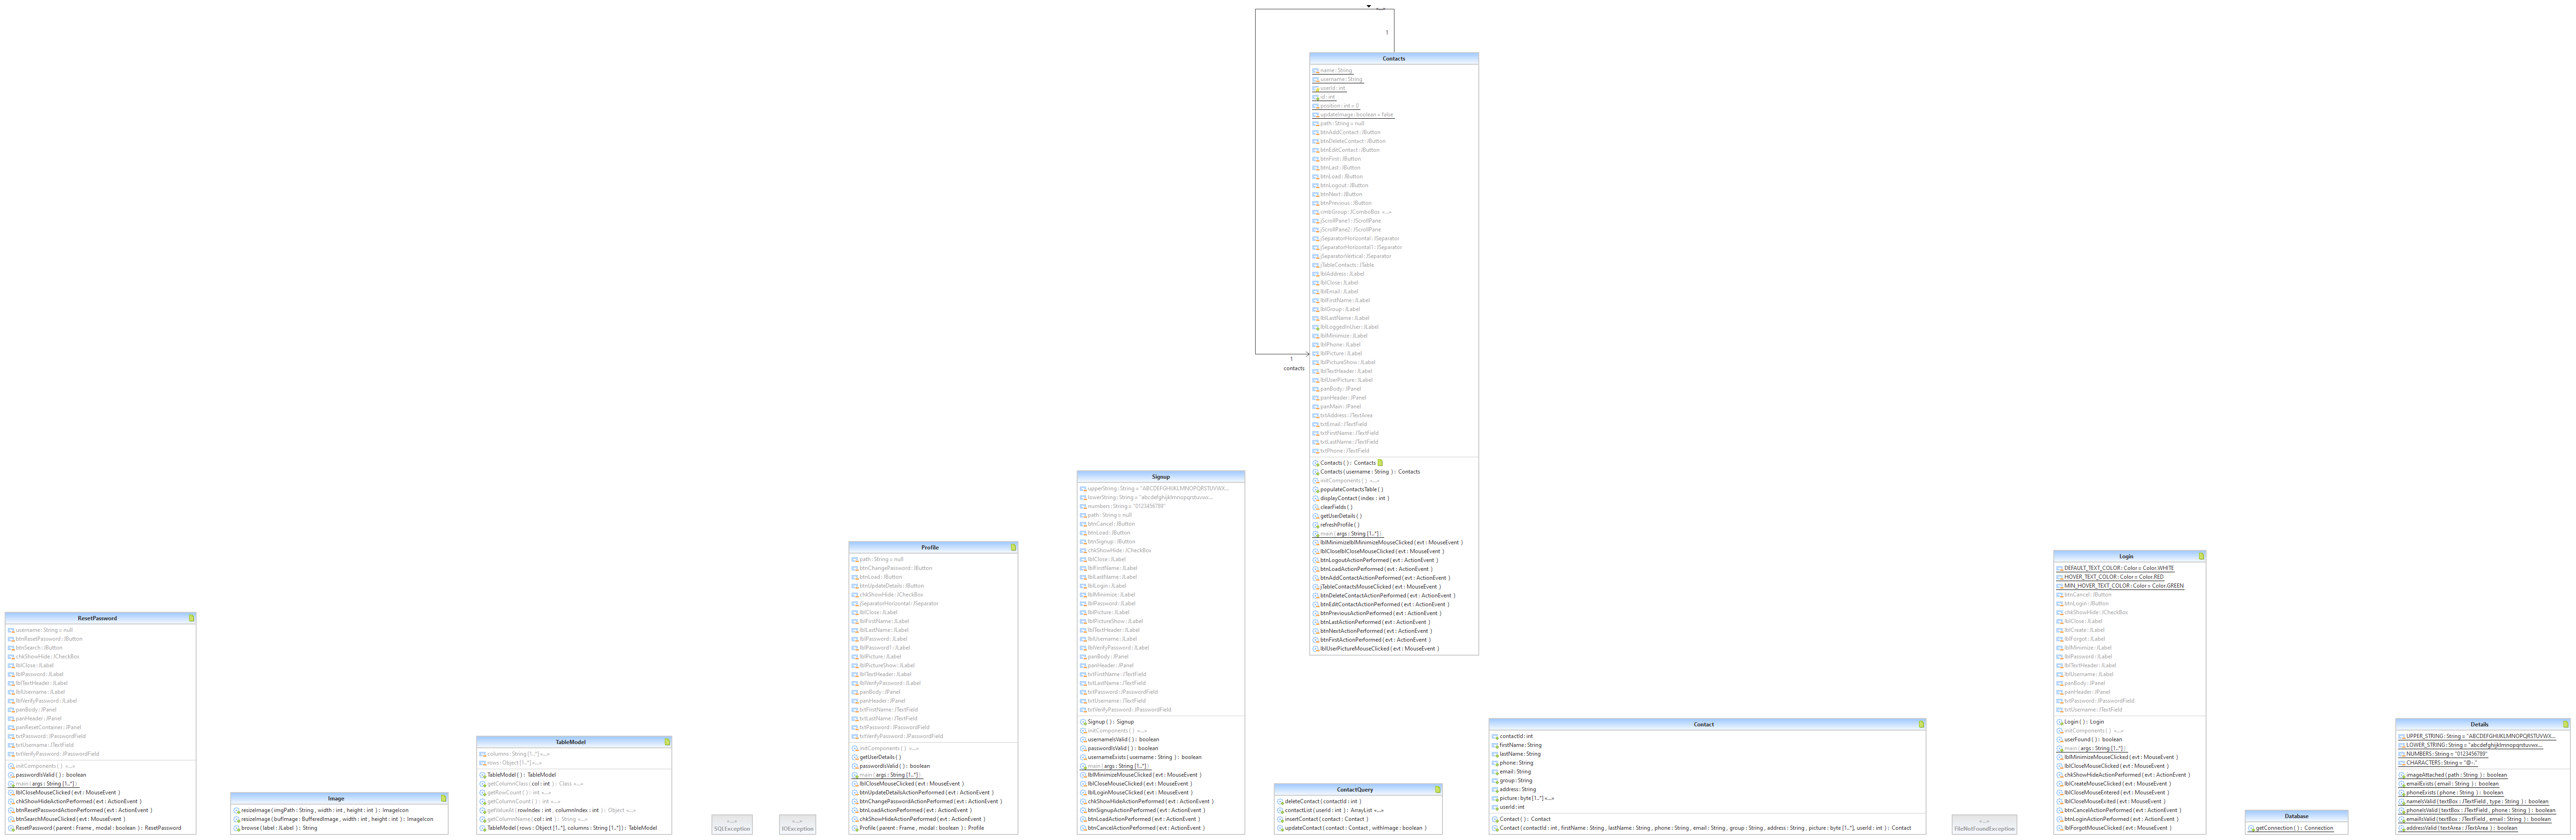 1
Contacts
name : String
username : String
userId : int
id : int
position : int = 0
updateImage : boolean = false
path : String = null
btnAddContact : JButton
btnDeleteContact : JButton
btnEditContact : JButton
btnFirst : JButton
btnLast : JButton
btnLoad : JButton
btnLogout : JButton
btnNext : JButton
btnPrevious : JButton
cmbGroup : JComboBox «...»
jScrollPane1 : JScrollPane
jScrollPane2 : JScrollPane
jSeparatorHorizontal : JSeparator
jSeparatorHorizontal1 : JSeparator
jSeparatorVertical : JSeparator
jTableContacts : JTable
lblAddress : JLabel
lblClose : JLabel
lblEmail : JLabel
lblFirstName : JLabel
lblGroup : JLabel
lblLastName : JLabel
lblLoggedInUser : JLabel
lblMinimize : JLabel
lblPhone : JLabel
lblPicture : JLabel
lblPictureShow : JLabel
lblTextHeader : JLabel
lblUserPicture : JLabel
panBody : JPanel
panHeader : JPanel
panMain : JPanel
txtAddress : JTextArea
txtEmail : JTextField
txtFirstName : JTextField
txtLastName : JTextField
txtPhone : JTextField
Contacts ( ) : Contacts
Contacts ( username : String ) : Contacts
initComponents ( ) «...»
populateContactsTable ( )
displayContact ( index : int )
clearFields ( )
getUserDetails ( )
refreshProfile ( )
main ( args : String [1..*] )
lblMinimizelblMinimizeMouseClicked ( evt : MouseEvent )
lblCloselblCloseMouseClicked ( evt : MouseEvent )
btnLogoutActionPerformed ( evt : ActionEvent )
btnLoadActionPerformed ( evt : ActionEvent )
btnAddContactActionPerformed ( evt : ActionEvent )
jTableContactsMouseClicked ( evt : MouseEvent )
btnDeleteContactActionPerformed ( evt : ActionEvent )
btnEditContactActionPerformed ( evt : ActionEvent )
btnPreviousActionPerformed ( evt : ActionEvent )
btnLastActionPerformed ( evt : ActionEvent )
btnNextActionPerformed ( evt : ActionEvent )
btnFirstActionPerformed ( evt : ActionEvent )
lblUserPictureMouseClicked ( evt : MouseEvent )
1
contacts
ResetPassword
username : String = null
btnResetPassword : JButton
btnSearch : JButton
chkShowHide : JCheckBox
lblClose : JLabel
lblPassword : JLabel
lblTextHeader : JLabel
lblUsername : JLabel
lblVerifyPassword : JLabel
panBody : JPanel
panHeader : JPanel
panResetContainer : JPanel
txtPassword : JPasswordField
txtUsername : JTextField
txtVerifyPassword : JPasswordField
initComponents ( ) «...»
passwordIsValid ( ) : boolean
main ( args : String [1..*] )
lblCloseMouseClicked ( evt : MouseEvent )
chkShowHideActionPerformed ( evt : ActionEvent )
btnResetPasswordActionPerformed ( evt : ActionEvent )
btnSearchMouseClicked ( evt : MouseEvent )
ResetPassword ( parent : Frame , modal : boolean ) : ResetPassword
Image
resizeImage ( imgPath : String , width : int , height : int ) : ImageIcon
resizeImage ( bufImage : BufferedImage , width : int , height : int ) : ImageIcon
browse ( label : JLabel ) : String
TableModel
columns : String [1..*] «...»
rows : Object [1..*] «...»
TableModel ( ) : TableModel
getColumnClass ( col : int ) : Class «...»
getRowCount ( ) : int «...»
getColumnCount ( ) : int «...»
getValueAt ( rowIndex : int , columnIndex : int ) : Object «...»
getColumnName ( col : int ) : String «...»
TableModel ( rows : Object [1..*], columns : String [1..*] ) : TableModel
«...»
SQLException
«...»
IOException
Profile
path : String = null
btnChangePassword : JButton
btnLoad : JButton
btnUpdateDetails : JButton
chkShowHide : JCheckBox
jSeparatorHorizontal : JSeparator
lblClose : JLabel
lblFirstName : JLabel
lblLastName : JLabel
lblPassword : JLabel
lblPassword1 : JLabel
lblPicture : JLabel
lblPictureShow : JLabel
lblTextHeader : JLabel
lblVerifyPassword : JLabel
panBody : JPanel
panHeader : JPanel
txtFirstName : JTextField
txtLastName : JTextField
txtPassword : JPasswordField
txtVerifyPassword : JPasswordField
initComponents ( ) «...»
getUserDetails ( )
passwordIsValid ( ) : boolean
main ( args : String [1..*] )
lblCloseMouseClicked ( evt : MouseEvent )
btnUpdateDetailsActionPerformed ( evt : ActionEvent )
btnChangePasswordActionPerformed ( evt : ActionEvent )
btnLoadActionPerformed ( evt : ActionEvent )
chkShowHideActionPerformed ( evt : ActionEvent )
Profile ( parent : Frame , modal : boolean ) : Profile
Signup
upperString : String = "ABCDEFGHIJKLMNOPQRSTUVWX...
lowerString : String = "abcdefghijklmnopqrstuvwx...
numbers : String = "0123456789"
path : String = null
btnCancel : JButton
btnLoad : JButton
btnSignup : JButton
chkShowHide : JCheckBox
lblClose : JLabel
lblFirstName : JLabel
lblLastName : JLabel
lblLogin : JLabel
lblMinimize : JLabel
lblPassword : JLabel
lblPicture : JLabel
lblPictureShow : JLabel
lblTextHeader : JLabel
lblUsername : JLabel
lblVerifyPassword : JLabel
panBody : JPanel
panHeader : JPanel
txtFirstName : JTextField
txtLastName : JTextField
txtPassword : JPasswordField
txtUsername : JTextField
txtVerifyPassword : JPasswordField
Signup ( ) : Signup
initComponents ( ) «...»
usernameIsValid ( ) : boolean
passwordIsValid ( ) : boolean
usernameExists ( username : String ) : boolean
main ( args : String [1..*] )
lblMinimizeMouseClicked ( evt : MouseEvent )
lblCloseMouseClicked ( evt : MouseEvent )
lblLoginMouseClicked ( evt : MouseEvent )
chkShowHideActionPerformed ( evt : ActionEvent )
btnSignupActionPerformed ( evt : ActionEvent )
btnLoadActionPerformed ( evt : ActionEvent )
btnCancelActionPerformed ( evt : ActionEvent )
ContactQuery
deleteContact ( contactId : int )
contactList ( userId : int ) : ArrayList «...»
insertContact ( contact : Contact )
updateContact ( contact : Contact , withImage : boolean )
Contact
contactId : int
firstName : String
lastName : String
phone : String
email : String
group : String
address : String
picture : byte [1..*] «...»
userId : int
Contact ( ) : Contact
Contact ( contactId : int , firstName : String , lastName : String , phone : String , email : String , group : String , address : String , picture : byte [1..*], userId : int ) : Contact
«...»
FileNotFoundException
Login
DEFAULT_TEXT_COLOR : Color = Color.WHITE
HOVER_TEXT_COLOR : Color = Color.RED
MIN_HOVER_TEXT_COLOR : Color = Color.GREEN
btnCancel : JButton
btnLogin : JButton
chkShowHide : JCheckBox
lblClose : JLabel
lblCreate : JLabel
lblForgot : JLabel
lblMinimize : JLabel
lblPassword : JLabel
lblTextHeader : JLabel
lblUsername : JLabel
panBody : JPanel
panHeader : JPanel
txtPassword : JPasswordField
txtUsername : JTextField
Login ( ) : Login
initComponents ( ) «...»
userFound ( ) : boolean
main ( args : String [1..*] )
lblMinimizeMouseClicked ( evt : MouseEvent )
lblCloseMouseClicked ( evt : MouseEvent )
chkShowHideActionPerformed ( evt : ActionEvent )
lblCreateMouseClicked ( evt : MouseEvent )
lblCloseMouseEntered ( evt : MouseEvent )
lblCloseMouseExited ( evt : MouseEvent )
btnCancelActionPerformed ( evt : ActionEvent )
btnLoginActionPerformed ( evt : ActionEvent )
lblForgotMouseClicked ( evt : MouseEvent )
Database
getConnection ( ) : Connection
Details
UPPER_STRING : String = "ABCDEFGHIJKLMNOPQRSTUVWX...
LOWER_STRING : String = "abcdefghijklmnopqrstuvwx...
NUMBERS : String = "0123456789"
CHARACTERS : String = "@-."
imageAttached ( path : String ) : boolean
emailExists ( email : String ) : boolean
phoneExists ( phone : String ) : boolean
nameIsValid ( textBox : JTextField , type : String ) : boolean
phoneIsValid ( textBox : JTextField , phone : String ) : boolean
emailIsValid ( textBox : JTextField , email : String ) : boolean
addressValid ( textArea : JTextArea ) : boolean